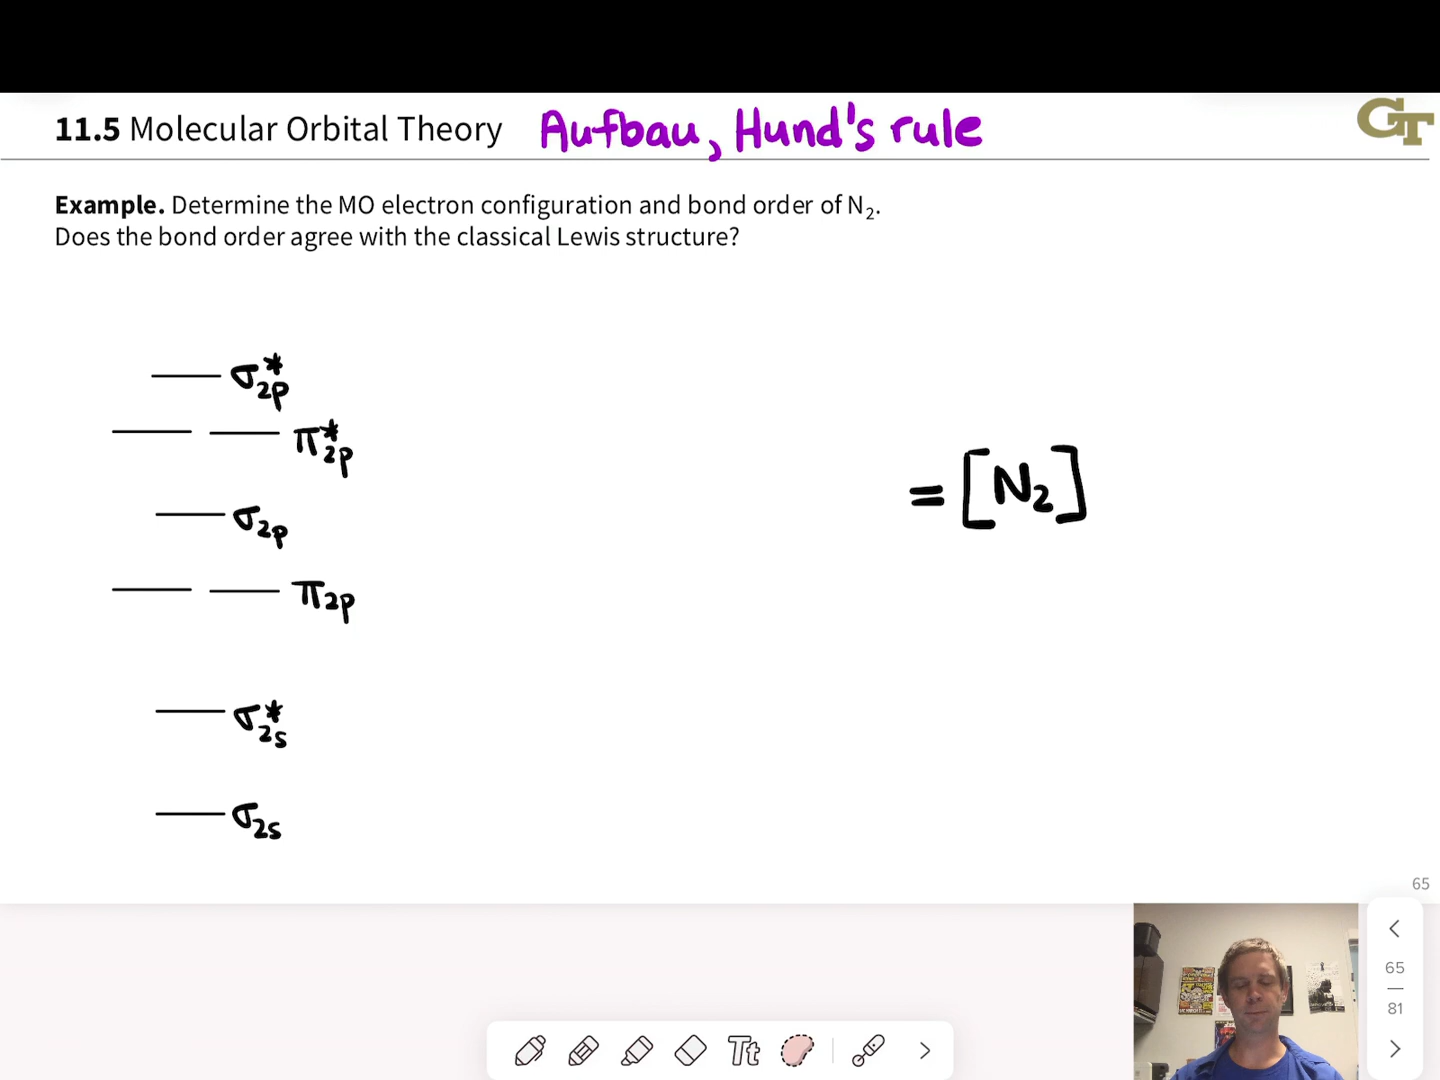 11.5 Molecular Orbital Theory Aufbau, Hund's rule
GT
Example. Determine the MO electron configuration and bond order of N₂.
Does the bond order agree with the classical Lewis structure?
σ*2p
π*2p
= [N₂]
σ2p
π2p
σ*2s
σ2s
65
65
81
Tt